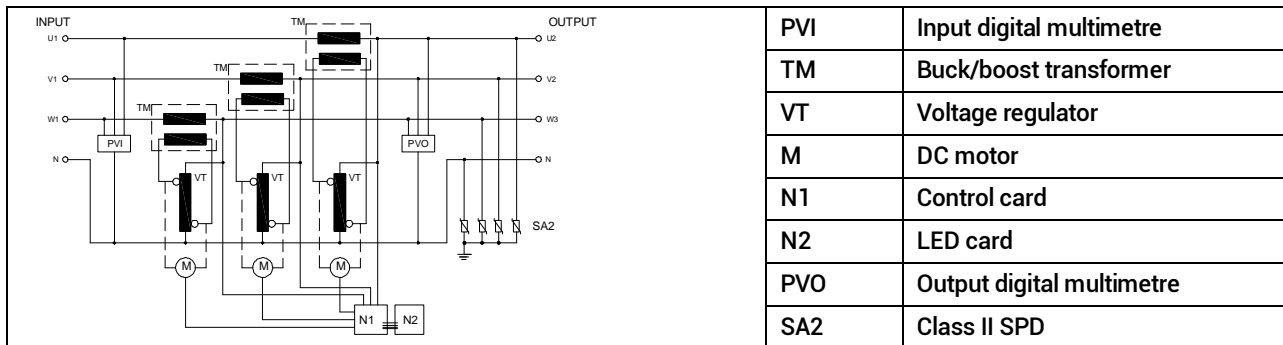 INPUT
TM
OUTPUT
U1
U2
TM
V1
V2
TM
W1
W3
PVI
PVO
N
N
VT
VT
VT
SA2
M
M
M
N1
N2
PVI Input digital multimetre
TM Buck/boost transformer
VT Voltage regulator
M DC motor
N1 Control card
N2 LED card
PVO Output digital multimetre
SA2 Class II SPD